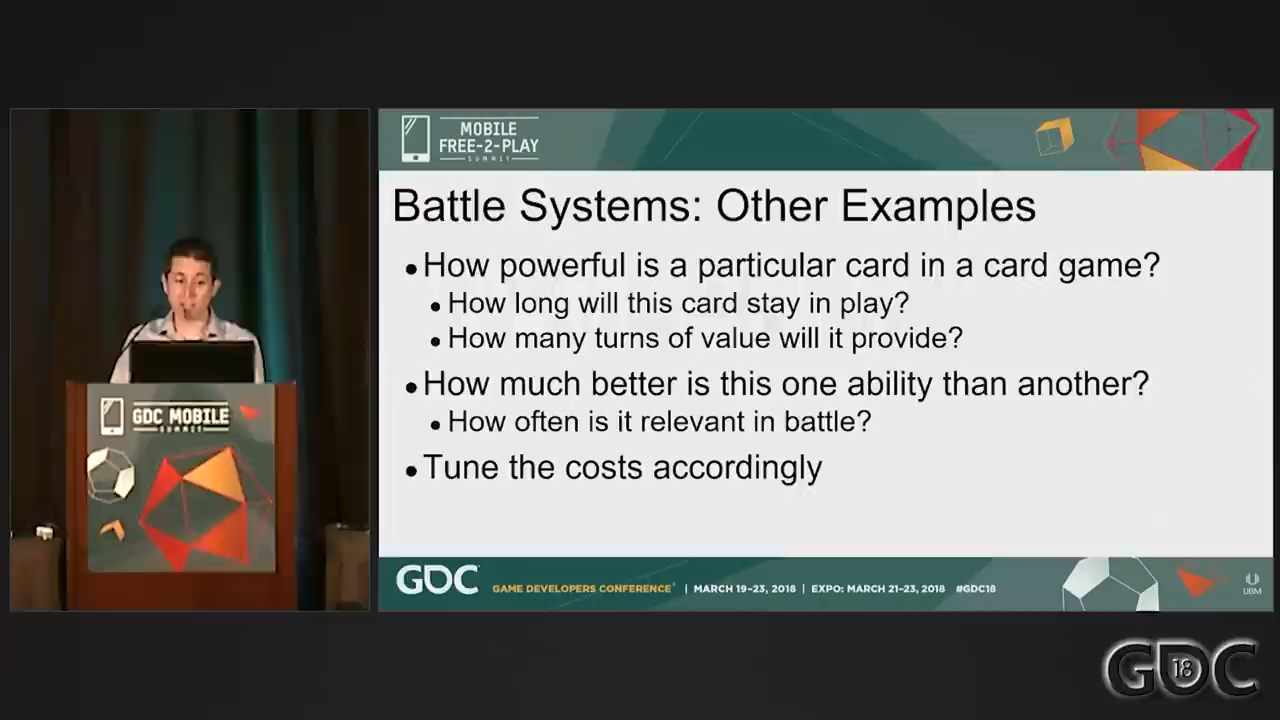 MOBILE
FREE-2-PLAY
SUMMIT
Battle Systems: Other Examples
• How powerful is a particular card in a card game?
• How long will this card stay in play?
• How many turns of value will it provide?
• How much better is this one ability than another?
• How often is it relevant in battle?
• Tune the costs accordingly
GDC MOBILE
SUMMIT
GDC GAME DEVELOPERS CONFERENCE® | MARCH 19–23, 2018 | EXPO: MARCH 21–23, 2018 #GDC18
UBM
GDC 18